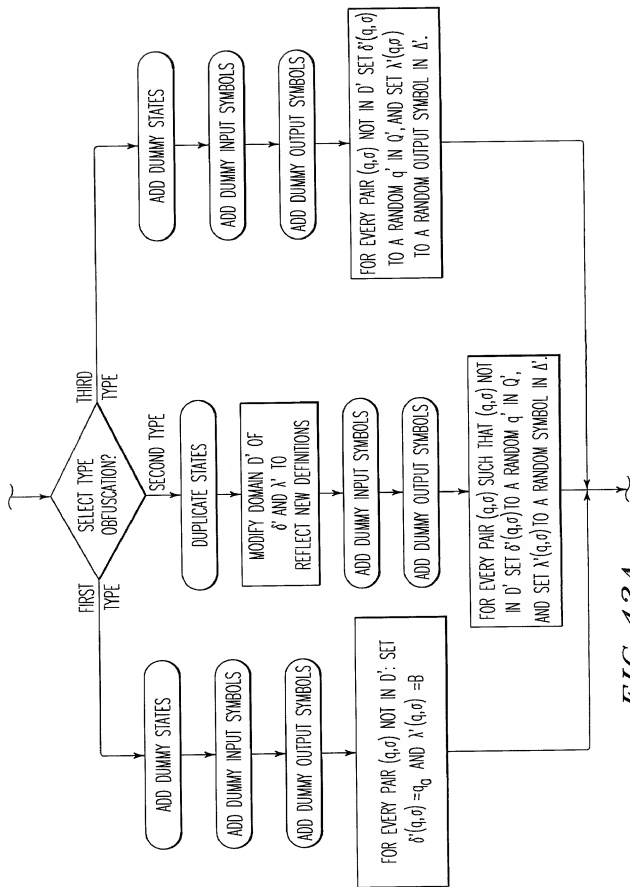 SELECT TYPE
OBFUSCATION?
FIRST
TYPE
SECOND TYPE
THIRD
TYPE
ADD DUMMY STATES
ADD DUMMY INPUT SYMBOLS
ADD DUMMY OUTPUT SYMBOLS
FOR EVERY PAIR (q,σ) NOT IN D': SET
δ'(q,σ) =qₐ AND λ'(q,σ) =B
DUPLICATE STATES
MODIFY DOMAIN D' OF
δ' AND λ' TO
REFLECT NEW DEFINITIONS
ADD DUMMY INPUT SYMBOLS
ADD DUMMY OUTPUT SYMBOLS
FOR EVERY PAIR (q,σ) SUCH THAT (q,σ) NOT
IN D' SET δ'(q,σ) TO A RANDOM q' IN Q',
AND SET λ'(q,σ) TO A RANDOM SYMBOL IN Δ'.
ADD DUMMY STATES
ADD DUMMY INPUT SYMBOLS
ADD DUMMY OUTPUT SYMBOLS
FOR EVERY PAIR (q,σ) NOT IN D' SET δ'(q,σ)
TO A RANDOM q' IN Q', AND SET λ'(q,σ)
TO A RANDOM OUTPUT SYMBOL IN Δ'.
FIG. 43A